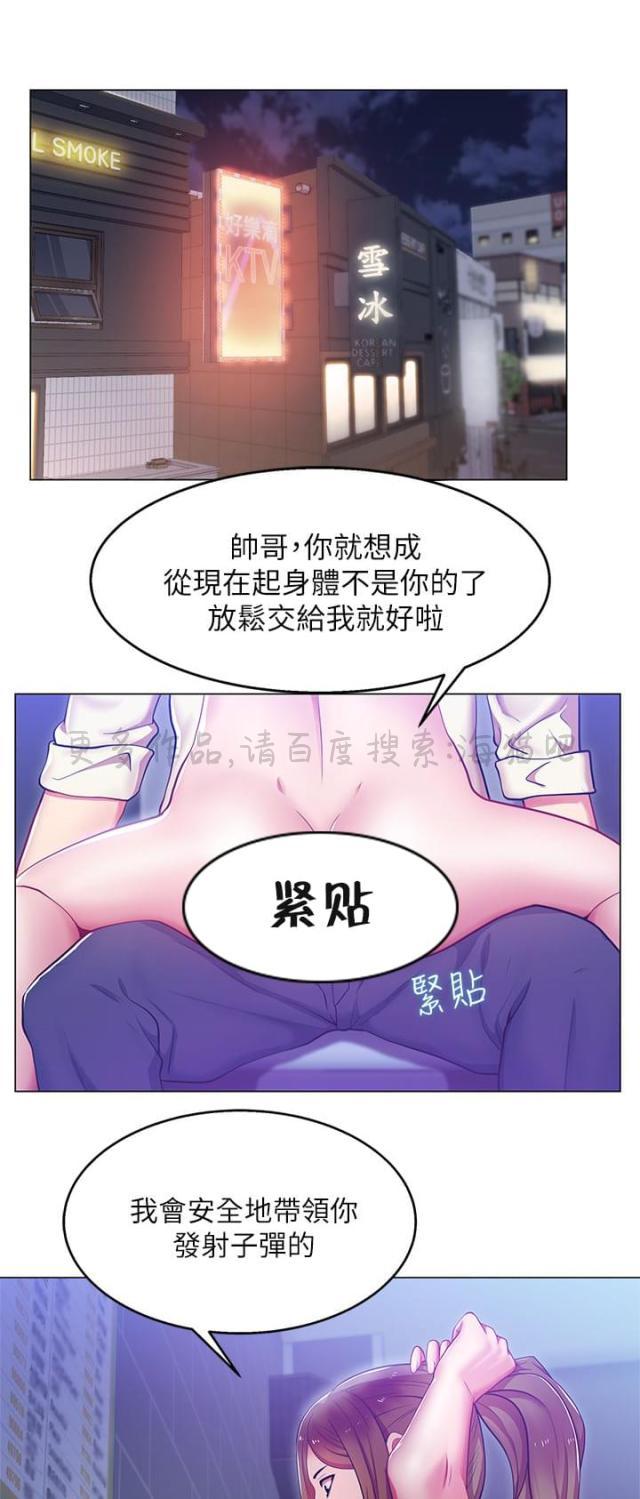 L SMOKE
好樂滴
KTV
雪
冰
KOREAN
DESSERT
CAFE
帥哥，你就想成
從現在起身體不是你的了
放鬆交給我就好啦
更多作品,请百度搜索:海猫吧
紧贴
緊貼
我會安全地帶領你
發射子彈的